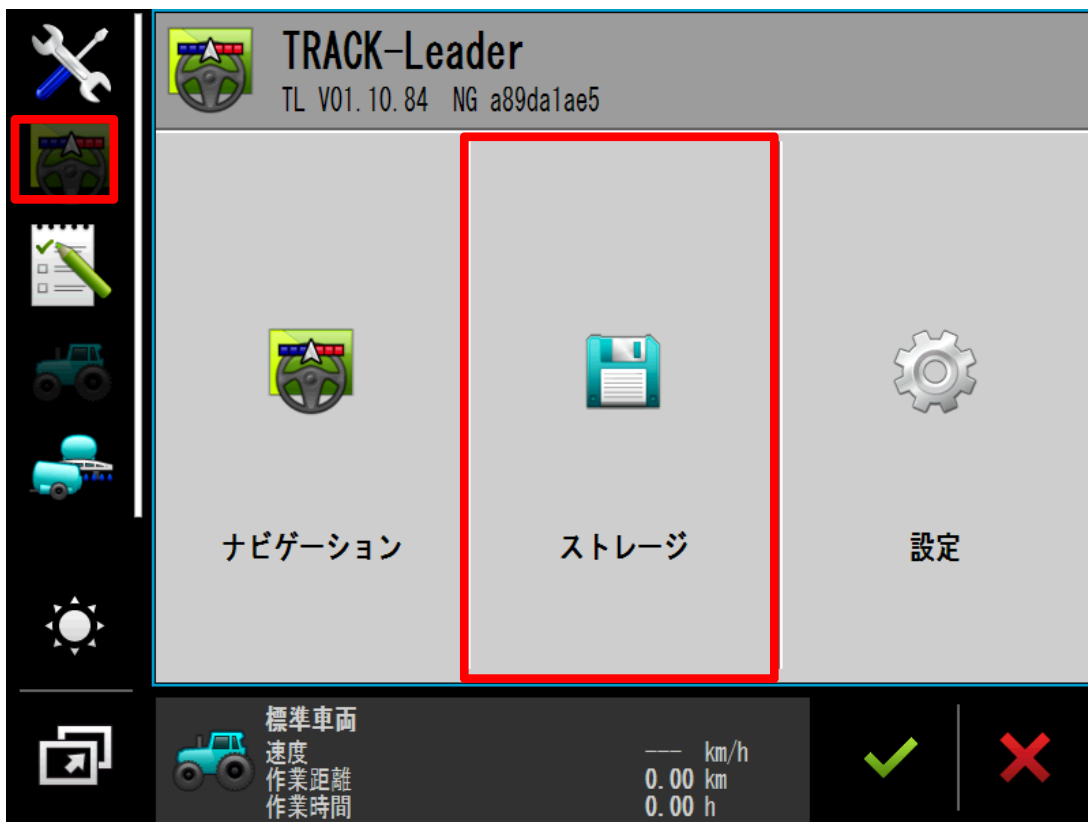 TRACK-Leader
TL V01.10.84 NG a89da1ae5
ナビゲーション
ストレージ
設定
標準車両
速度 --- km/h
作業距離 0.00 km
作業時間 0.00 h